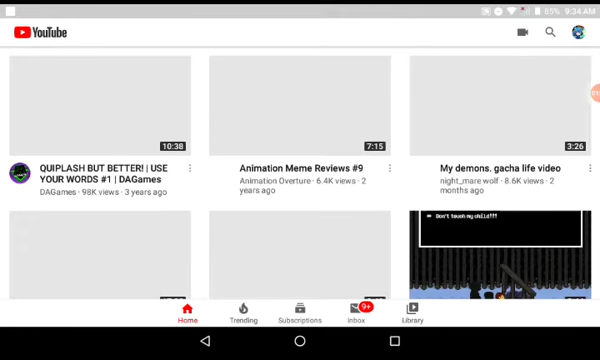 85% 9:34 AM
YouTube
10:38
7:15
3:26
QUIPLASH BUT BETTER! | USE
YOUR WORDS #1 | DAGames
DAGames · 98K views · 3 years ago
Animation Meme Reviews #9
Animation Overture · 6.4K views · 2
years ago
My demons. gacha life video
night_mare wolf · 8.6K views · 2
months ago
Don't touch my child!!!
9+
Home
Trending
Subscriptions
Inbox
Library